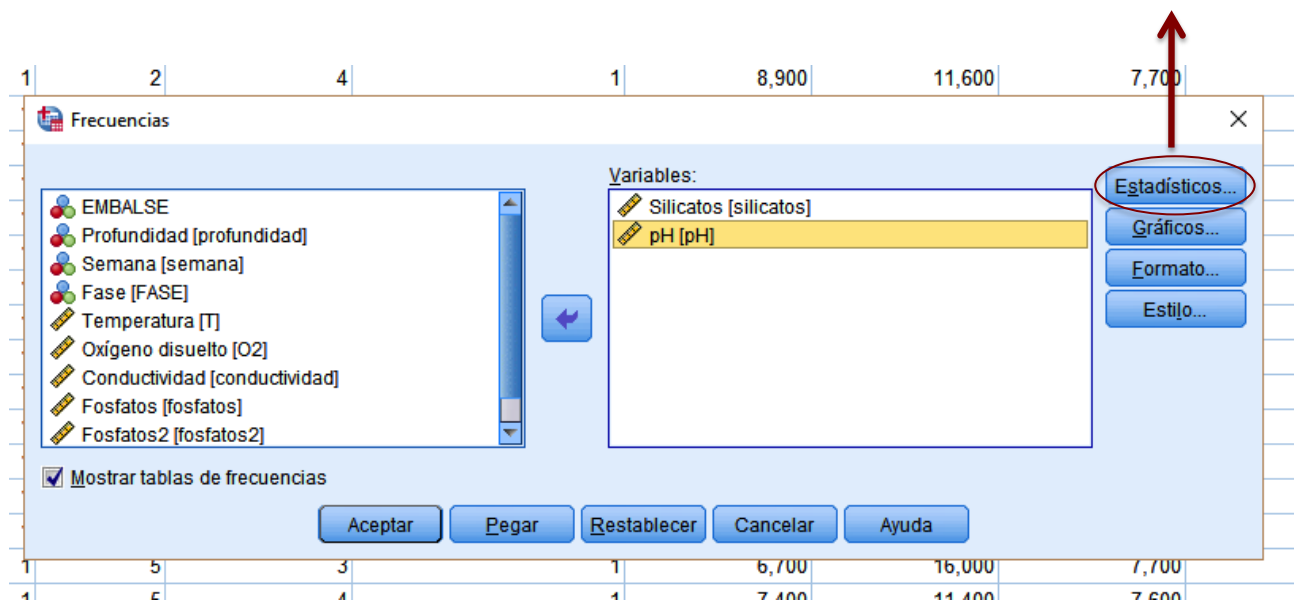 1 2 4 1 8,900 11,600 7,700
Frecuencias
Variables:
EMBALSE
Profundidad [profundidad]
Semana [semana]
Fase [FASE]
Temperatura [T]
Oxígeno disuelto [O2]
Conductividad [conductividad]
Fosfatos [fosfatos]
Fosfatos2 [fosfatos2]
Silicatos [silicatos]
pH [pH]
Estadísticos...
Gráficos...
Formato...
Estilo...
Mostrar tablas de frecuencias
Aceptar Pegar Restablecer Cancelar Ayuda
1 5 3 1 6,700 16,000 7,700
1 5 4 1 7,400 11,400 7,600